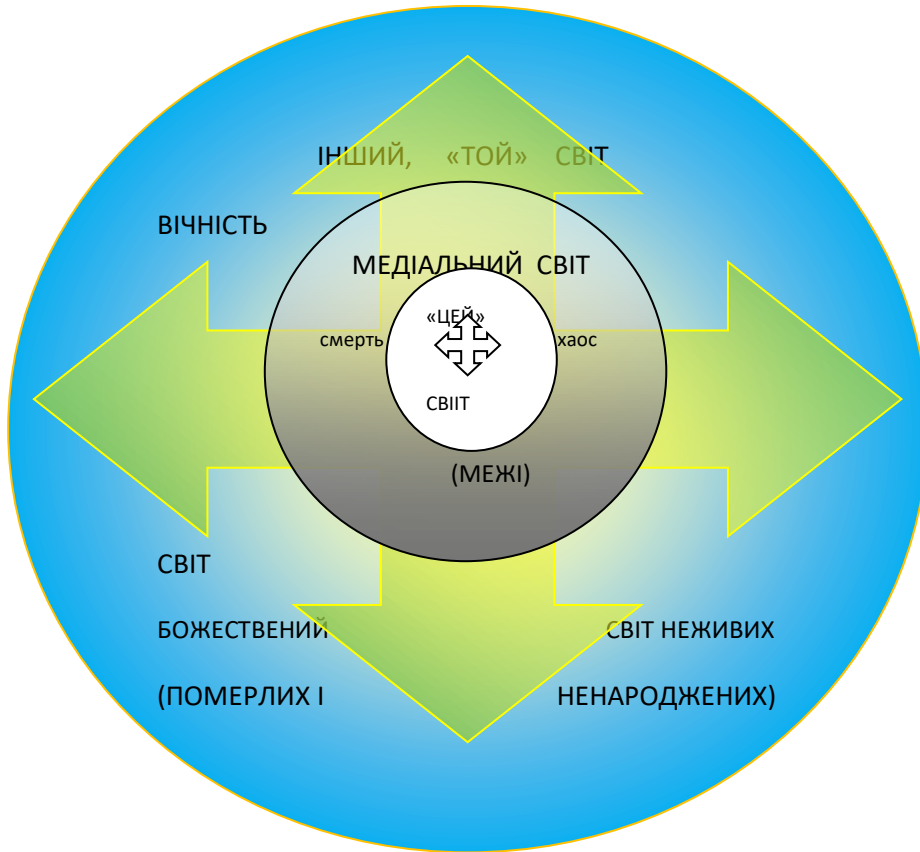 ІНШИЙ, «ТОЙ» СВІТ
ВІЧНІСТЬ
МЕДІАЛЬНИЙ СВІТ
«ЦЕЙ»
смерть хаос
СВІІТ
(МЕЖІ)
СВІТ
БОЖЕСТВЕНИЙ СВІТ НЕЖИВИХ
(ПОМЕРЛИХ І НЕНАРОДЖЕНИХ)